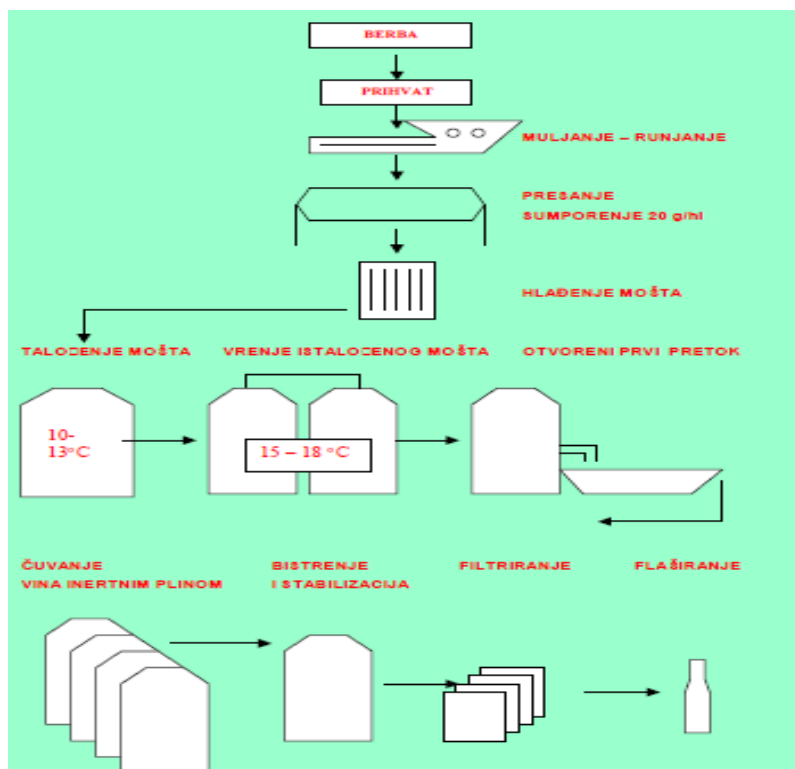 BERBA
PRIHVAT
MULJANJE – RUNJANJE
PRESANJE
SUMPORENJE 20 g/hl
HLAĐENJE MOŠTA
TALOŽENJE MOŠTA
VRENJE ISTALOŽENOG MOŠTA
OTVORENI PRVI PRETOK
10-
13°C
15 – 18 °C
ČUVANJE
VINA INERTNIM PLINOM
BISTRENJE
I STABILIZACIJA
FILTRIRANJE
FLAŠIRANJE